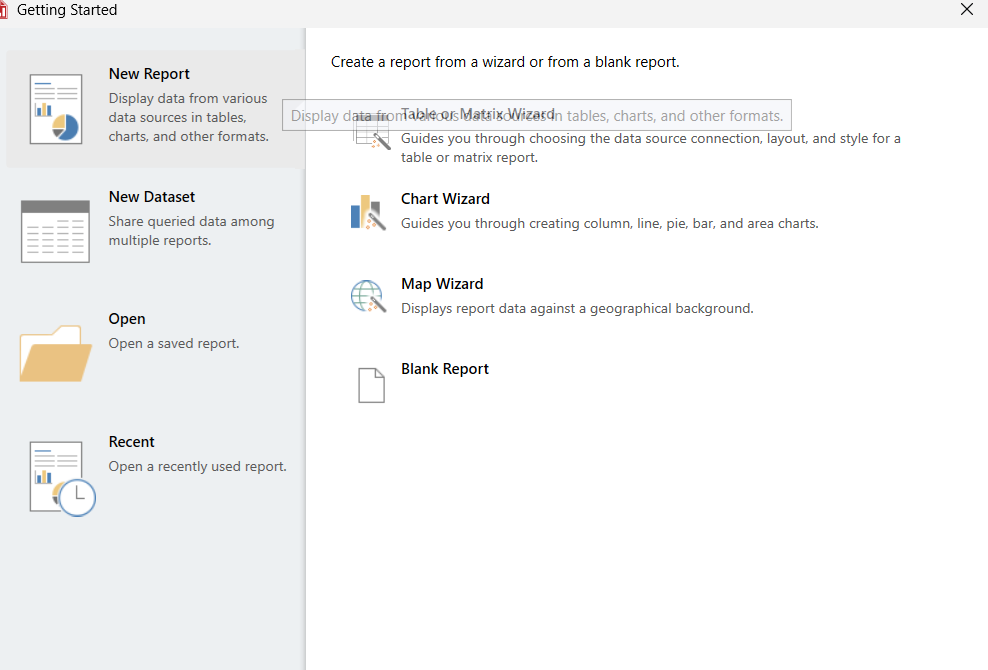 Getting Started
New Report
Display data from various
data sources in tables,
charts, and other formats.
New Dataset
Share queried data among
multiple reports.
Open
Open a saved report.
Recent
Open a recently used report.
Create a report from a wizard or from a blank report.
Display data from various data sources in tables, charts, and other formats.
Table or Matrix Wizard
Guides you through choosing the data source connection, layout, and style for a
table or matrix report.
Chart Wizard
Guides you through creating column, line, pie, bar, and area charts.
Map Wizard
Displays report data against a geographical background.
Blank Report